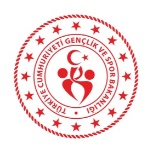 TÜRKİYE CUMHURİYETİ GENÇLİK VE SPOR BAKANLIĞI